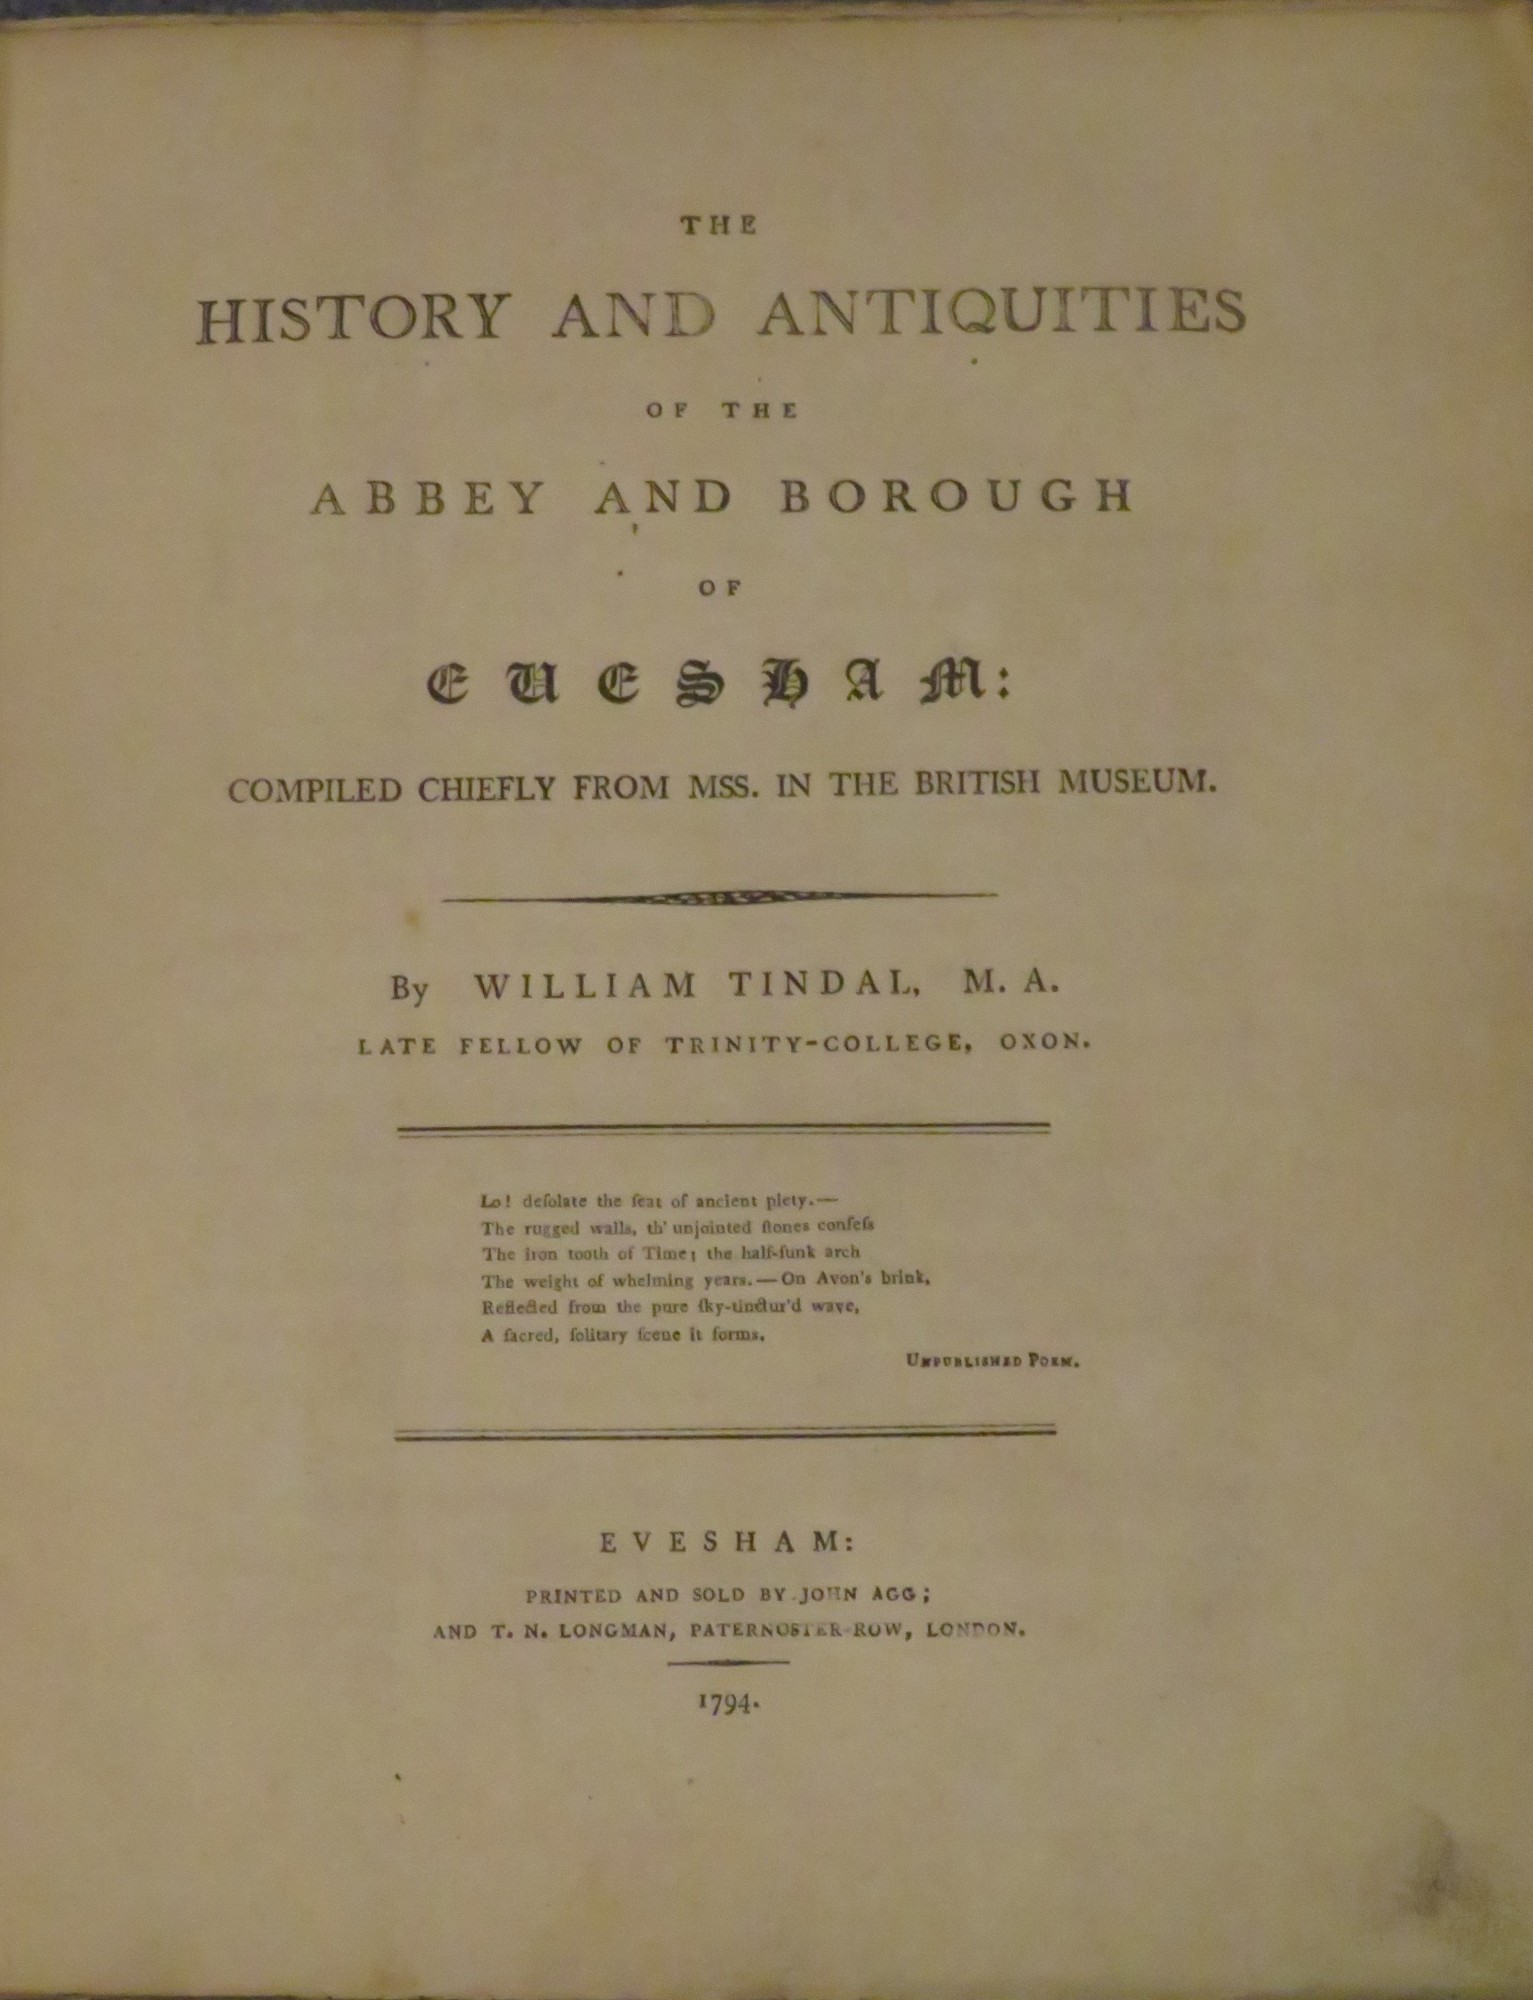 THE
HISTORY AND ANTIQUITIES
OF THE
ABBEY AND BOROUGH
OF
EUESHAM:
COMPILED CHIEFLY FROM MSS. IN THE BRITISH MUSEUM.
By WILLIAM TINDAL, M. A.
LATE FELLOW OF TRINITY-COLLEGE, OXON.
Lo! deſolate the ſeat of ancient piety.—
The rugged walls, th' unjointed ſtones confeſs
The iron tooth of Time; the half-ſunk arch
The weight of whelming years.—On Avon's brink,
Reflected from the pure ſky-tinctur'd wave,
A ſacred, ſolitary ſcene it forms.
UNPUBLISHED POEM.
EVESHAM:
PRINTED AND SOLD BY JOHN AGG;
AND T. N. LONGMAN, PATERNOSTER-ROW, LONDON.
1794.